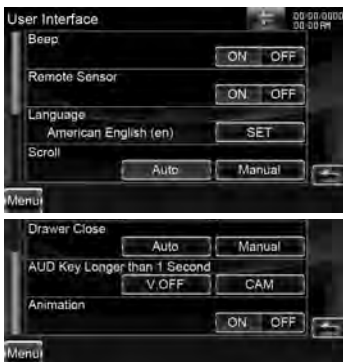 User Interface
00/00/0000
00:00 AM
Beep
ON OFF
Remote Sensor
ON OFF
Language
American English (en) SET
Scroll
Auto Manual
Menu
Drawer Close
Auto Manual
AUD Key Longer than 1 Second
V.OFF CAM
Animation
ON OFF
Menu